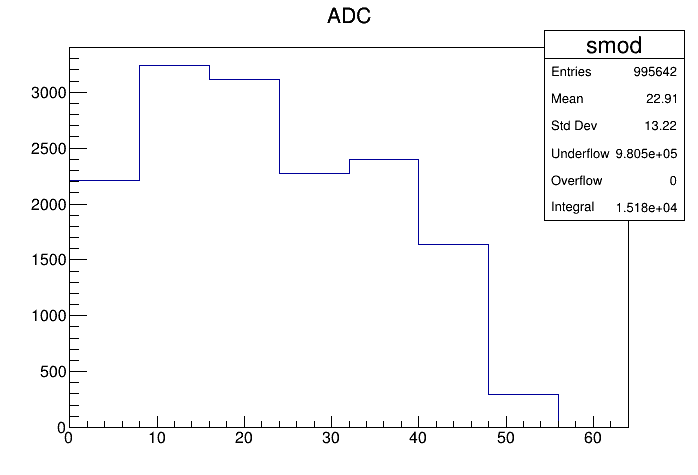 ADC
smod
Entries 995642
Mean 22.91
Std Dev 13.22
Underflow 9.805e+05
Overflow 0
Integral 1.518e+04
3000
2500
2000
1500
1000
500
0
0 10 20 30 40 50 60